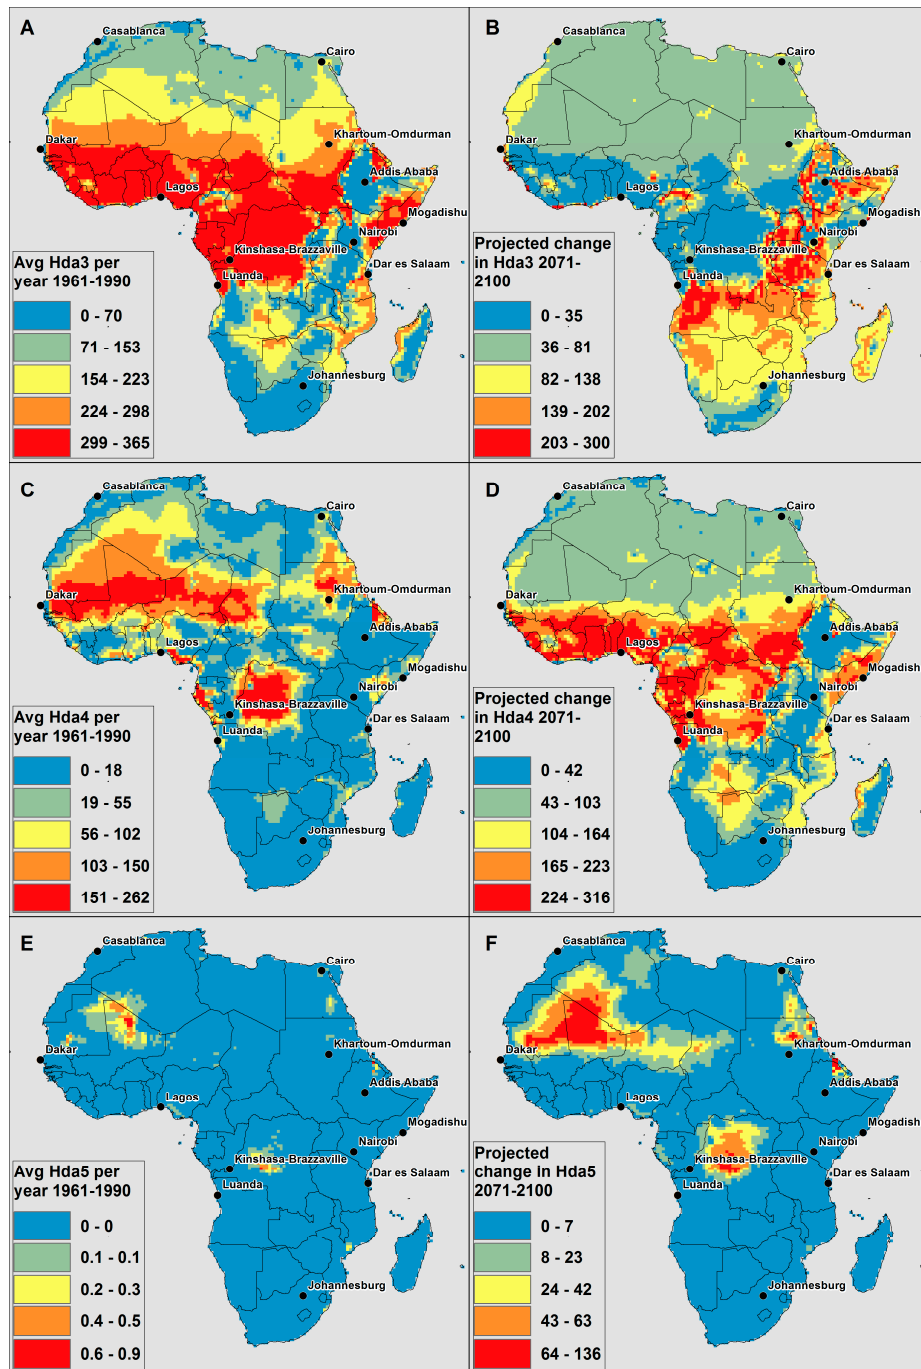 A
Casablanca
Cairo
Dakar
Khartoum-Omdurman
Addis Ababa
Lagos
Mogadishu
Nairobi
Kinshasa-Brazzaville
Dar es Salaam
Luanda
Johannesburg
Avg Hda3 per
year 1961-1990
0 - 70
71 - 153
154 - 223
224 - 298
299 - 365
B
Casablanca
Cairo
Dakar
Khartoum-Omdurman
Addis Ababa
Lagos
Mogadishu
Nairobi
Kinshasa-Brazzaville
Dar es Salaam
Luanda
Johannesburg
Projected change
in Hda3 2071-
2100
0 - 35
36 - 81
82 - 138
139 - 202
203 - 300
C
Casablanca
Cairo
Dakar
Khartoum-Omdurman
Addis Ababa
Lagos
Mogadishu
Nairobi
Kinshasa-Brazzaville
Dar es Salaam
Luanda
Johannesburg
Avg Hda4 per
year 1961-1990
0 - 18
19 - 55
56 - 102
103 - 150
151 - 262
D
Casablanca
Cairo
Dakar
Khartoum-Omdurman
Addis Ababa
Lagos
Mogadishu
Nairobi
Kinshasa-Brazzaville
Dar es Salaam
Luanda
Johannesburg
Projected change
in Hda4 2071-
2100
0 - 42
43 - 103
104 - 164
165 - 223
224 - 316
E
Casablanca
Cairo
Dakar
Khartoum-Omdurman
Addis Ababa
Lagos
Mogadishu
Nairobi
Kinshasa-Brazzaville
Dar es Salaam
Luanda
Johannesburg
Avg Hda5 per
year 1961-1990
0 - 0
0.1 - 0.1
0.2 - 0.3
0.4 - 0.5
0.6 - 0.9
F
Casablanca
Cairo
Dakar
Khartoum-Omdurman
Addis Ababa
Lagos
Mogadishu
Nairobi
Kinshasa-Brazzaville
Dar es Salaam
Luanda
Johannesburg
Projected
change in Hda5
2071-2100
0 - 7
8 - 23
24 - 42
43 - 63
64 - 136